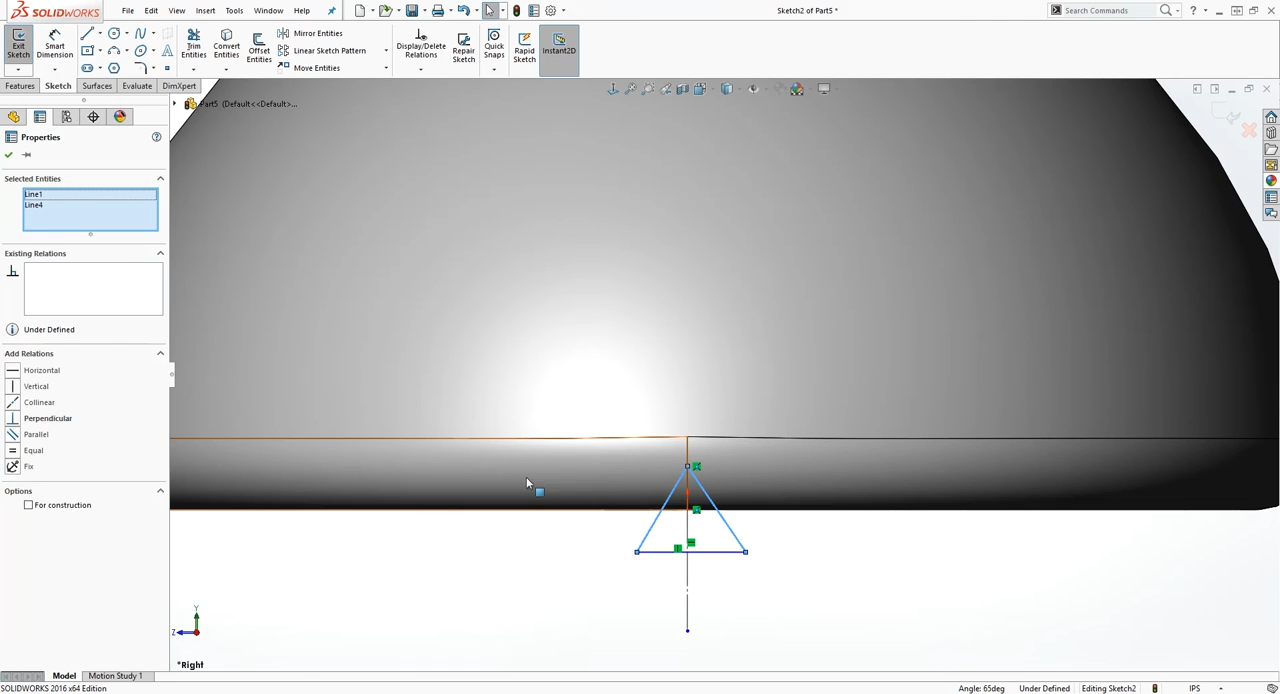 SOLIDWORKS
File Edit View Insert Tools Window Help
Sketch2 of Part5 *
Search Commands
?
Exit Sketch
Smart Dimension
Trim Entities
Convert Entities
Offset Entities
Mirror Entities
Linear Sketch Pattern
Move Entities
Display/Delete Relations
Repair Sketch
Quick Snaps
Rapid Sketch
Instant2D
Features Sketch Surfaces Evaluate DimXpert
Part5 (Default<<Default>...
Properties
Selected Entities
Line1
Line4
Existing Relations
Under Defined
Add Relations
Horizontal
Vertical
Collinear
Perpendicular
Parallel
Equal
Fix
Options
For construction
Y
Z
*Right
Model Motion Study 1
SOLIDWORKS 2016 x64 Edition
Angle: 65deg Under Defined Editing Sketch2 IPS